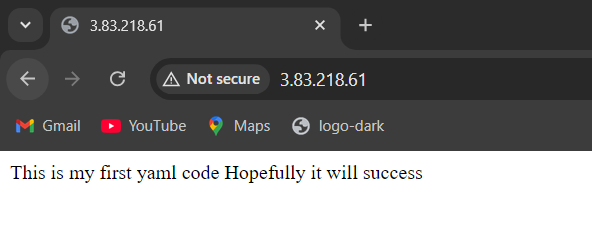 3.83.218.61
Not secure 3.83.218.61
Gmail YouTube Maps logo-dark
This is my first yaml code Hopefully it will success